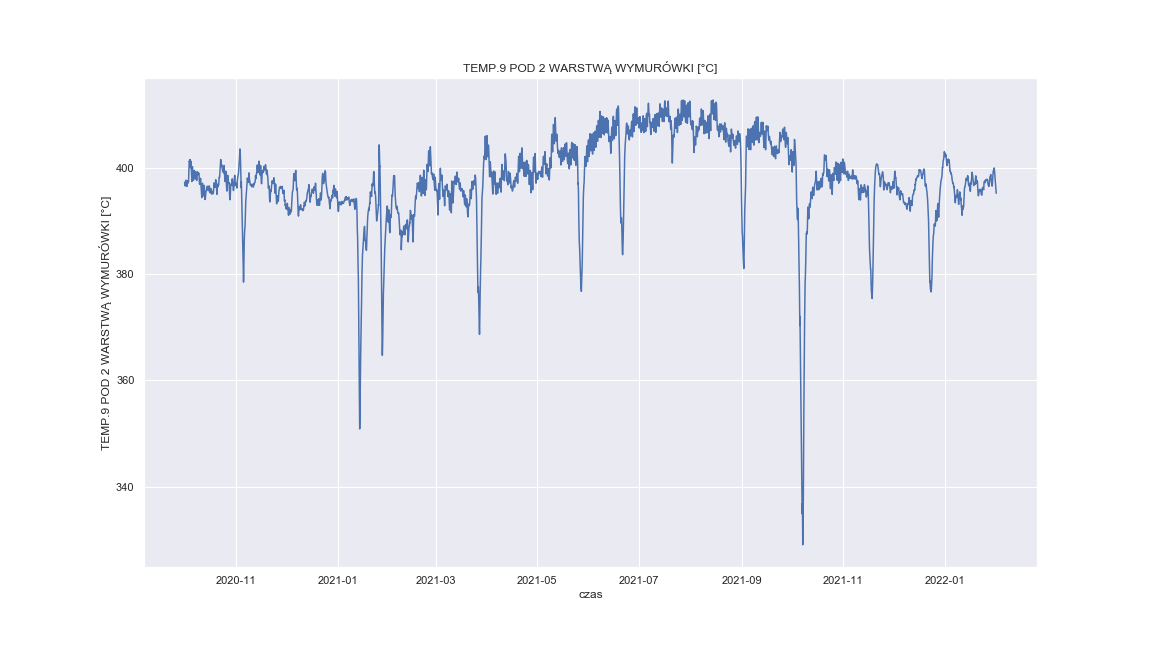 TEMP.9 POD 2 WARSTWĄ WYMURÓWKI [°C]
TEMP.9 POD 2 WARSTWĄ WYMURÓWKI [°C]
400
380
360
340
2020-11 2021-01 2021-03 2021-05 2021-07 2021-09 2021-11 2022-01
czas